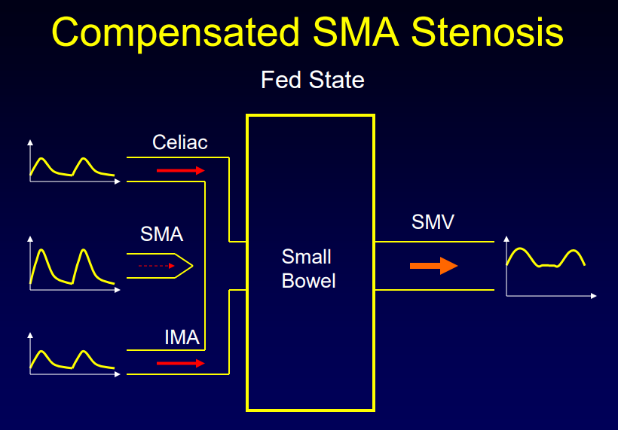 Compensated SMA Stenosis
Fed State
Celiac
SMA
IMA
Small
Bowel
SMV